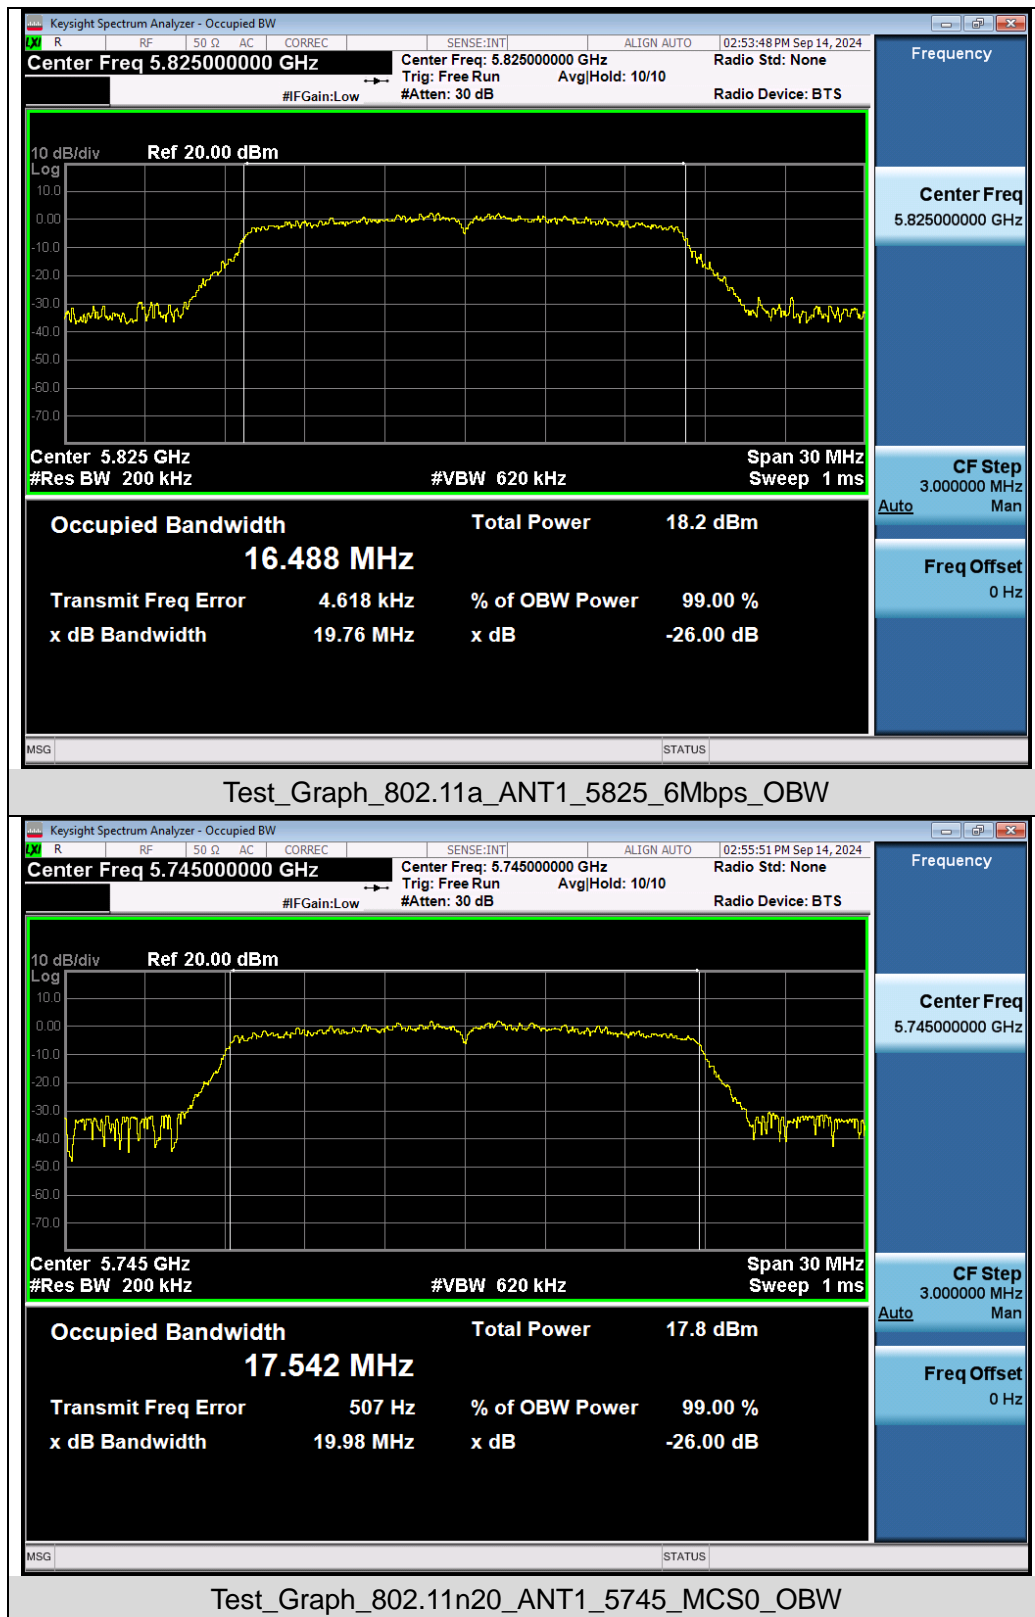 Keysight Spectrum Analyzer - Occupied BW
LXI R RF 50 Ω AC CORREC SENSE:INT ALIGN AUTO 02:53:48 PM Sep 14, 2024
Center Freq 5.825000000 GHz
Center Freq: 5.825000000 GHz Radio Std: None
Trig: Free Run Avg|Hold: 10/10
#IFGain:Low #Atten: 30 dB Radio Device: BTS
Frequency
10 dB/div Ref 20.00 dBm
Log
10.0
0.00
-10.0
-20.0
-30.0
-40.0
-50.0
-60.0
-70.0
Center 5.825 GHz Span 30 MHz
#Res BW 200 kHz #VBW 620 kHz Sweep 1 ms
Center Freq
5.825000000 GHz
CF Step
3.000000 MHz
Auto Man
Freq Offset
0 Hz
Occupied Bandwidth Total Power 18.2 dBm
16.488 MHz
Transmit Freq Error 4.618 kHz % of OBW Power 99.00 %
x dB Bandwidth 19.76 MHz x dB -26.00 dB
MSG STATUS
Test_Graph_802.11a_ANT1_5825_6Mbps_OBW
Keysight Spectrum Analyzer - Occupied BW
LXI R RF 50 Ω AC CORREC SENSE:INT ALIGN AUTO 02:55:51 PM Sep 14, 2024
Center Freq 5.745000000 GHz
Center Freq: 5.745000000 GHz Radio Std: None
Trig: Free Run Avg|Hold: 10/10
#IFGain:Low #Atten: 30 dB Radio Device: BTS
Frequency
10 dB/div Ref 20.00 dBm
Log
10.0
0.00
-10.0
-20.0
-30.0
-40.0
-50.0
-60.0
-70.0
Center 5.745 GHz Span 30 MHz
#Res BW 200 kHz #VBW 620 kHz Sweep 1 ms
Center Freq
5.745000000 GHz
CF Step
3.000000 MHz
Auto Man
Freq Offset
0 Hz
Occupied Bandwidth Total Power 17.8 dBm
17.542 MHz
Transmit Freq Error 507 Hz % of OBW Power 99.00 %
x dB Bandwidth 19.98 MHz x dB -26.00 dB
MSG STATUS
Test_Graph_802.11n20_ANT1_5745_MCS0_OBW